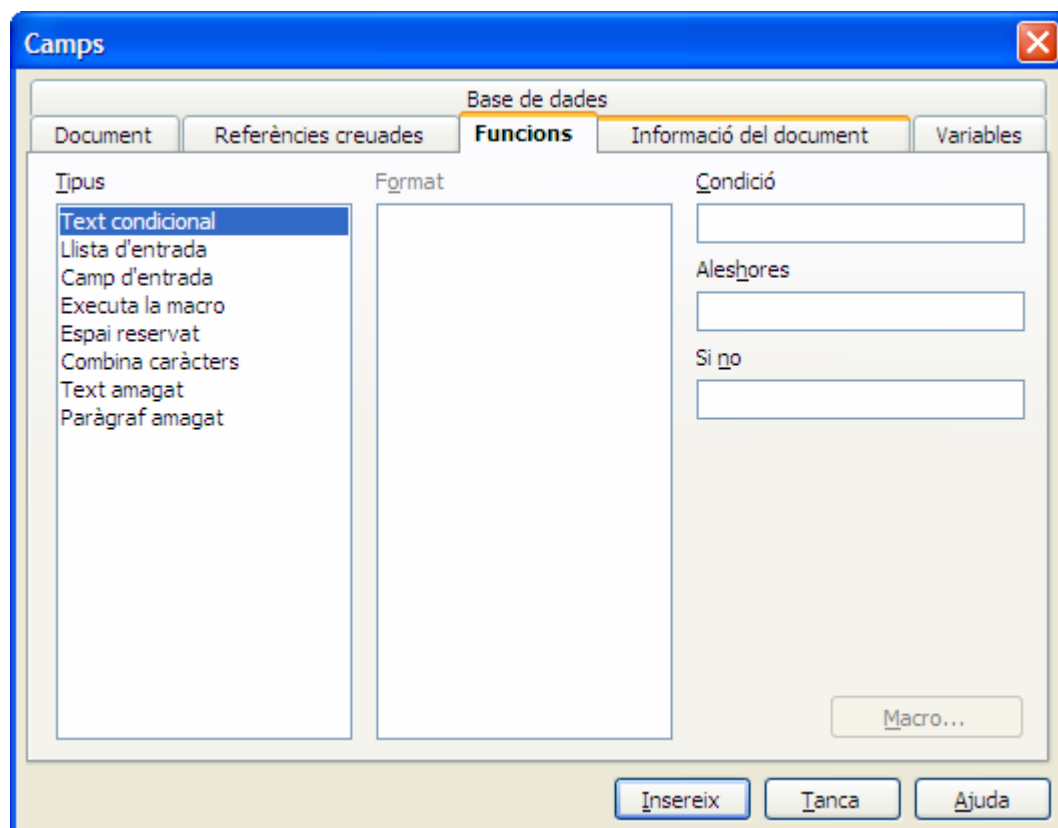 Camps
Base de dades
Document Referències creuades Funcions Informació del document Variables
Tipus Format Condició
Text condicional
Llista d'entrada
Camp d'entrada
Executa la macro
Espai reservat
Combina caràcters
Text amagat
Paràgraf amagat
Aleshores
Si no
Macro...
Insereix Tanca Ajuda